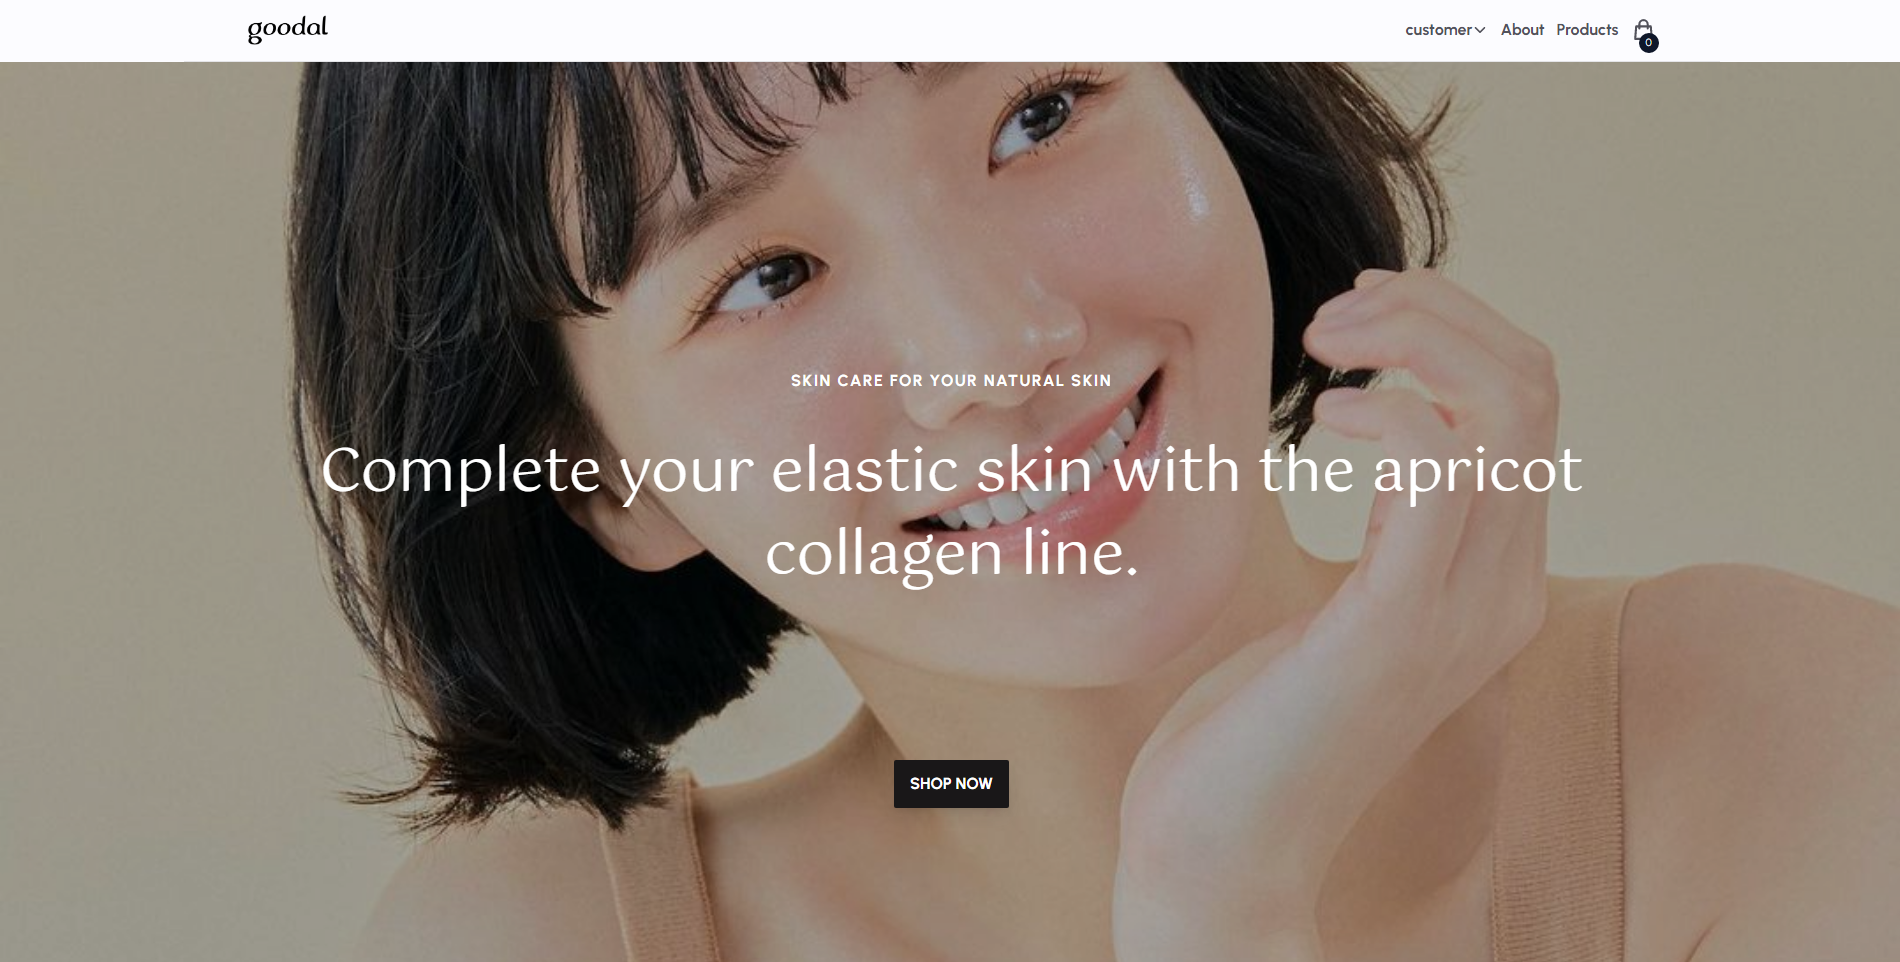 goodal
customer About Products
0
SKIN CARE FOR YOUR NATURAL SKIN
Complete your elastic skin with the apricot
collagen line.
SHOP NOW